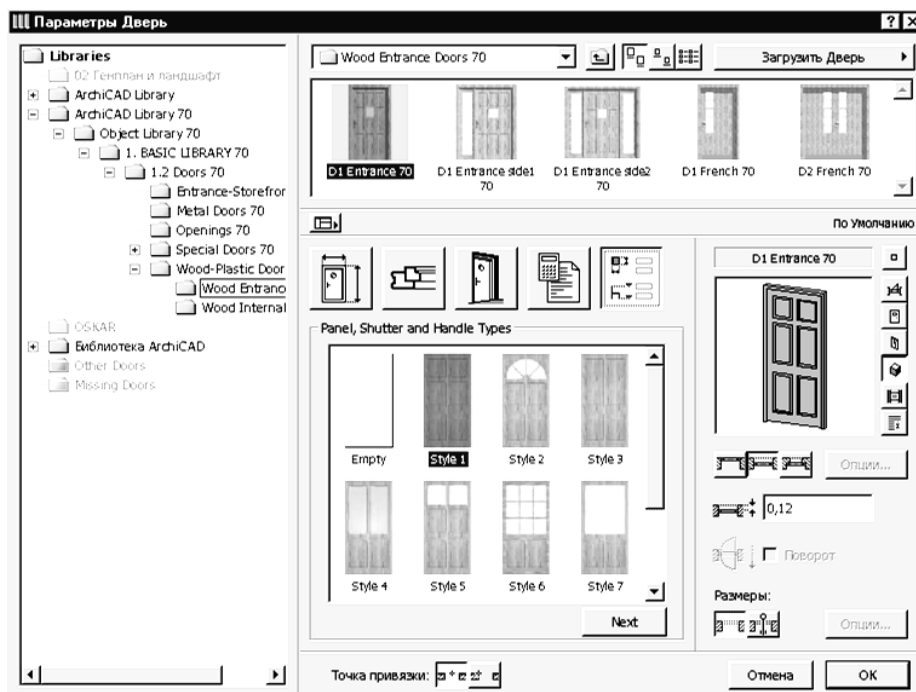 Параметры Дверь
Libraries
02 Генплан и ландшафт
ArchiCAD Library
ArchiCAD Library 70
Object Library 70
1. BASIC LIBRARY 70
1.2 Doors 70
Entrance-Storefror
Metal Doors 70
Openings 70
Special Doors 70
Wood-Plastic Door
Wood Entranc
Wood Internal
OSKAR
Библиотека ArchiCAD
Other Doors
Missing Doors
Wood Entrance Doors 70
Загрузить Дверь
D1 Entrance 70
D1 Entrance side1 70
D1 Entrance side2 70
D1 French 70
D2 French 70
По Умолчанию
Panel, Shutter and Handle Types
Empty
Style 1
Style 2
Style 3
Style 4
Style 5
Style 6
Style 7
Next
D1 Entrance 70
Опции...
0,12
Поворот
Размеры:
Опции...
Точка привязки:
Отмена
OK